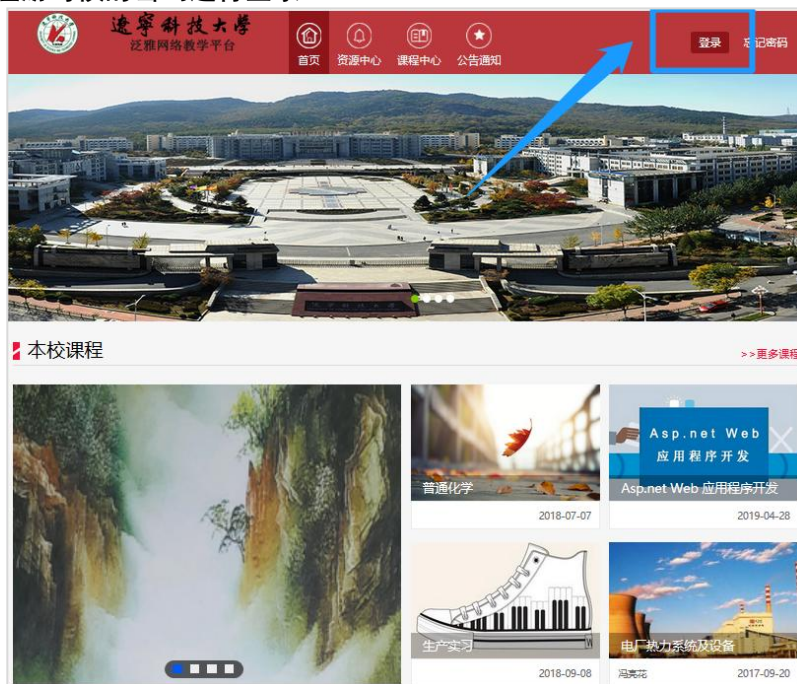 遼寧科技大學
泛雅网络教学平台
首页
资源中心
课程中心
公告通知
登录
忘记密码
本校课程
>>更多课程
普通化学
2018-07-07
Asp.net Web
应用程序开发
Asp.net Web 应用程序开发
2019-04-28
生产实习
2018-09-08
电厂热力系统及设备
冯亮花
2017-09-20